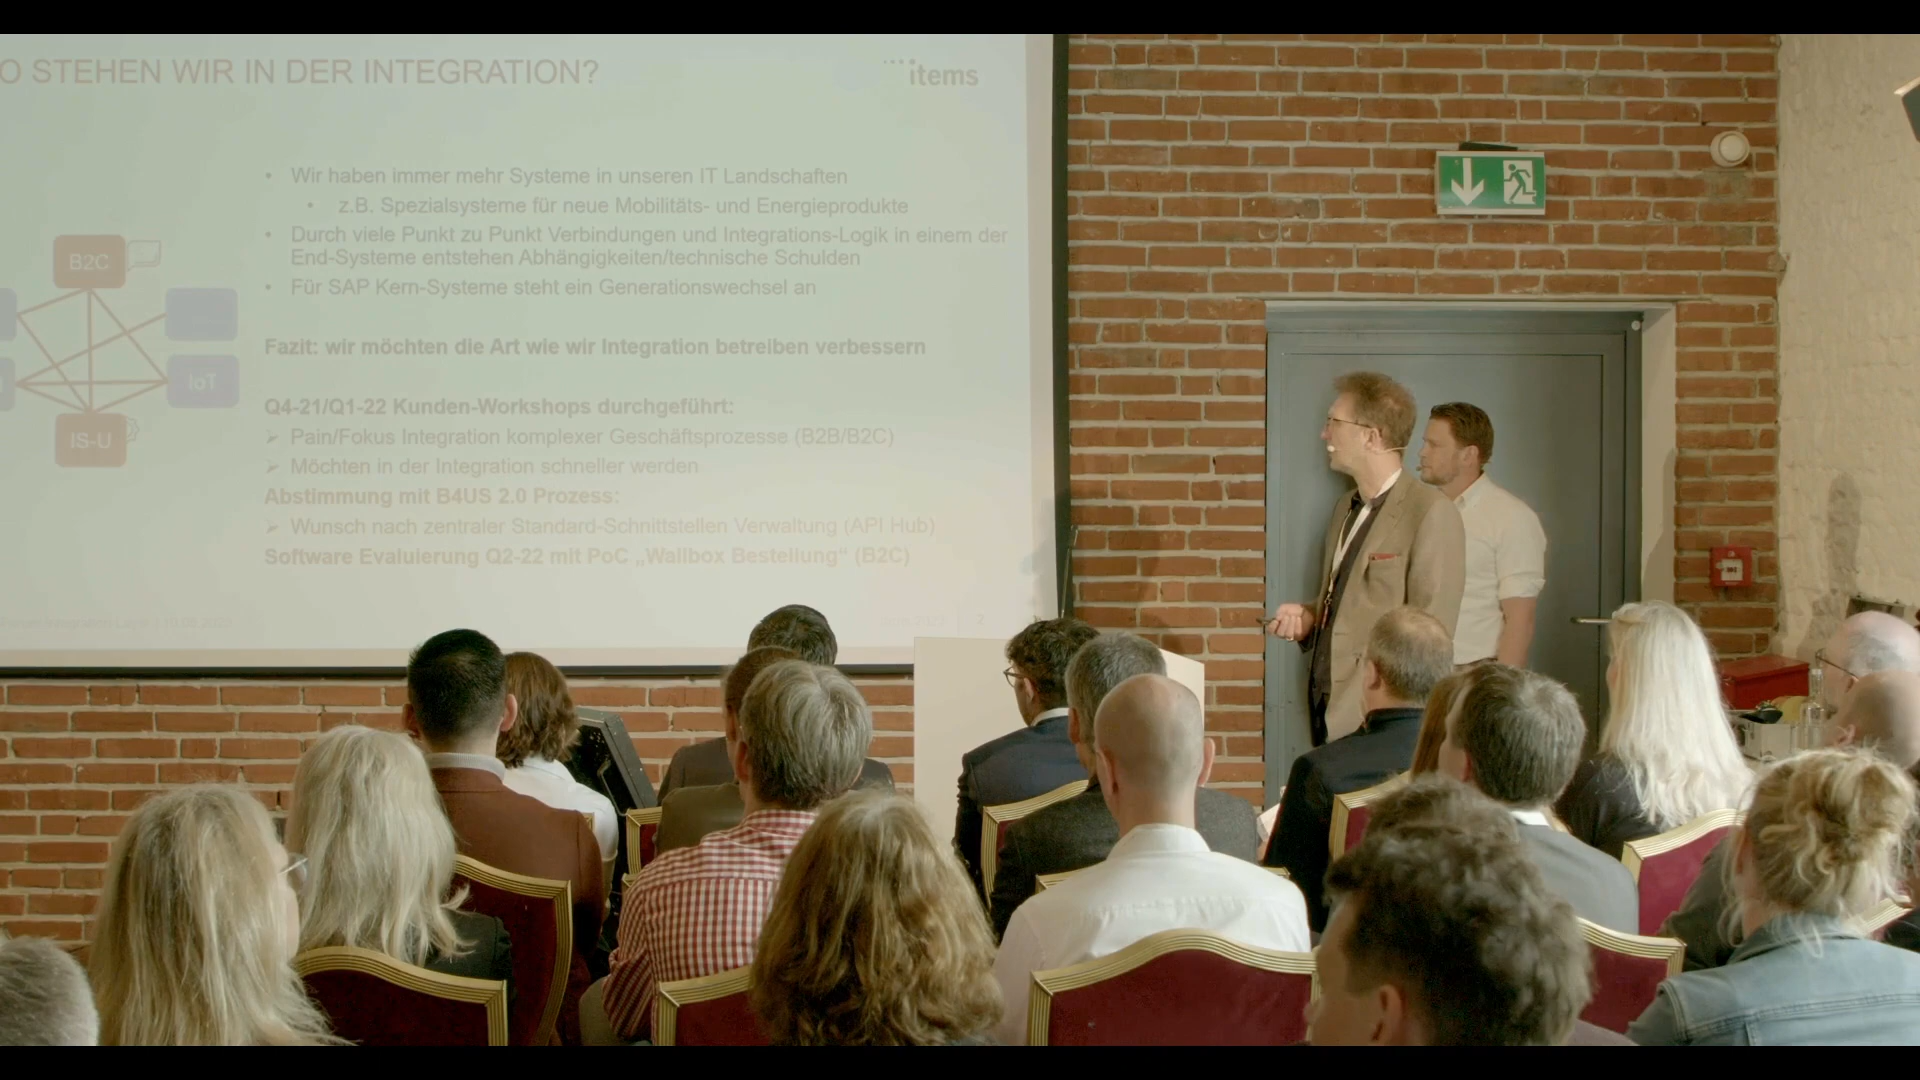 O STEHEN WIR IN DER INTEGRATION?
items
• Wir haben immer mehr Systeme in unseren IT Landschaften
• z.B. Spezialsysteme für neue Mobilitäts- und Energieprodukte
• Durch viele Punkt zu Punkt Verbindungen und Integrations-Logik in einem der
End-Systeme entstehen Abhängigkeiten/technische Schulden
• Für SAP Kern-Systeme steht ein Generationswechsel an
B2C
IoT
IS-U
Fazit: wir möchten die Art wie wir Integration betreiben verbessern
Q4-21/Q1-22 Kunden-Workshops durchgeführt:
➢ Pain/Fokus Integration komplexer Geschäftsprozesse (B2B/B2C)
➢ Möchten in der Integration schneller werden
Abstimmung mit B4US 2.0 Prozess:
➢ Wunsch nach zentraler Standard-Schnittstellen Verwaltung (API Hub)
Software Evaluierung Q2-22 mit PoC „Wallbox Bestellung“ (B2C)
2